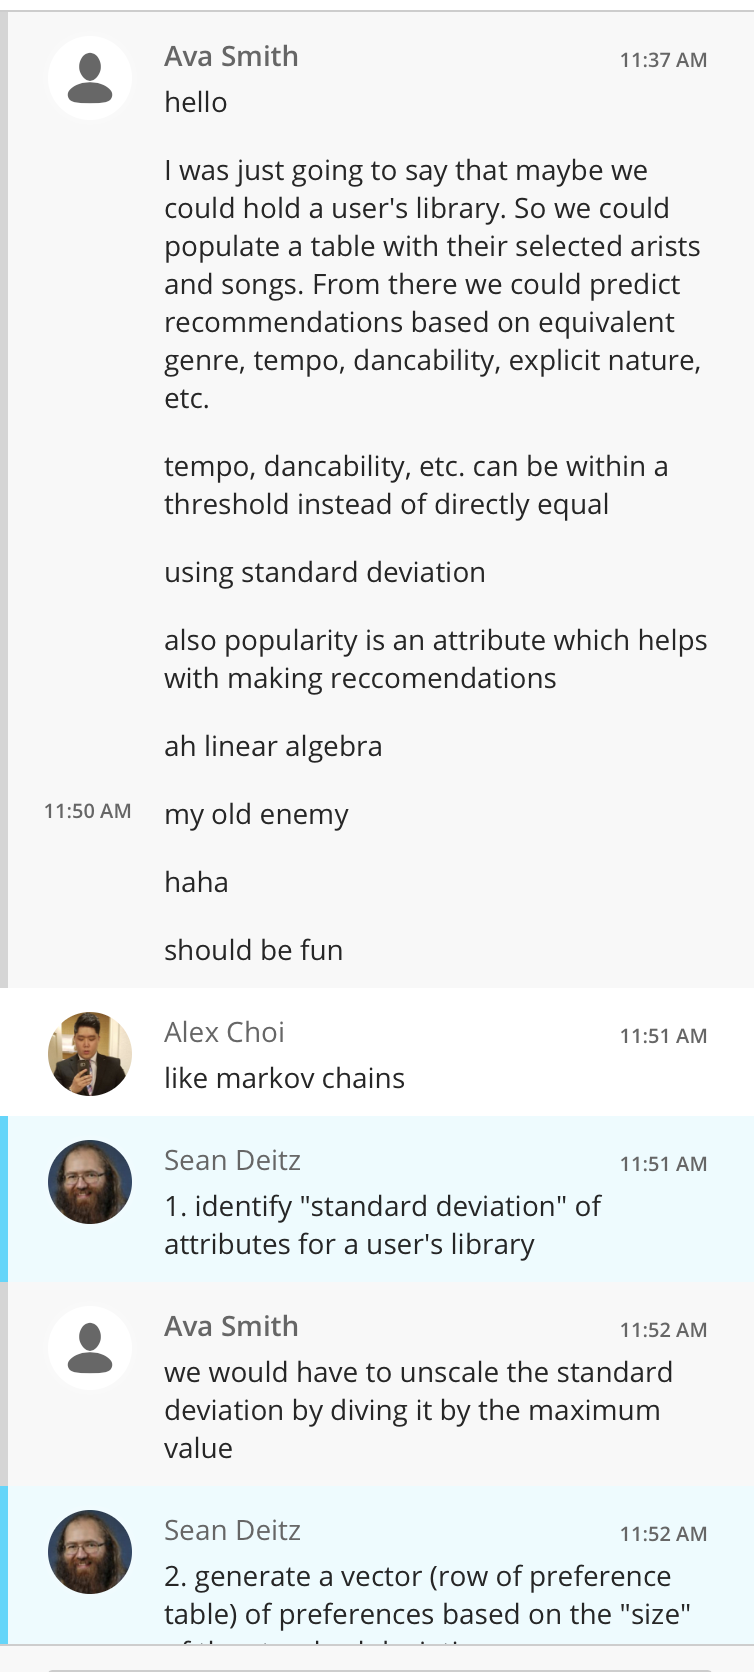 Ava Smith 11:37 AM
hello
I was just going to say that maybe we
could hold a user's library. So we could
populate a table with their selected arists
and songs. From there we could predict
recommendations based on equivalent
genre, tempo, dancability, explicit nature,
etc.
tempo, dancability, etc. can be within a
threshold instead of directly equal
using standard deviation
also popularity is an attribute which helps
with making reccomendations
ah linear algebra
11:50 AM my old enemy
haha
should be fun
Alex Choi 11:51 AM
like markov chains
Sean Deitz 11:51 AM
1. identify "standard deviation" of
attributes for a user's library
Ava Smith 11:52 AM
we would have to unscale the standard
deviation by diving it by the maximum
value
Sean Deitz 11:52 AM
2. generate a vector (row of preference
table) of preferences based on the "size"